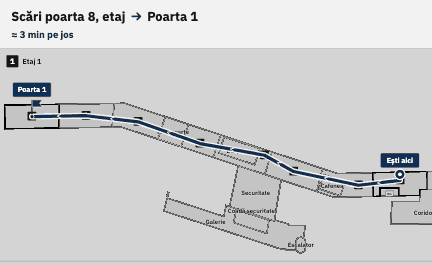 Scări poarta 8, etaj → Poarta 1
≈ 3 min pe jos
1 Etaj 1
Poarta 1
Ești aici
Cafenea
Securitate
Coadă securitate
Galerie
Escalator